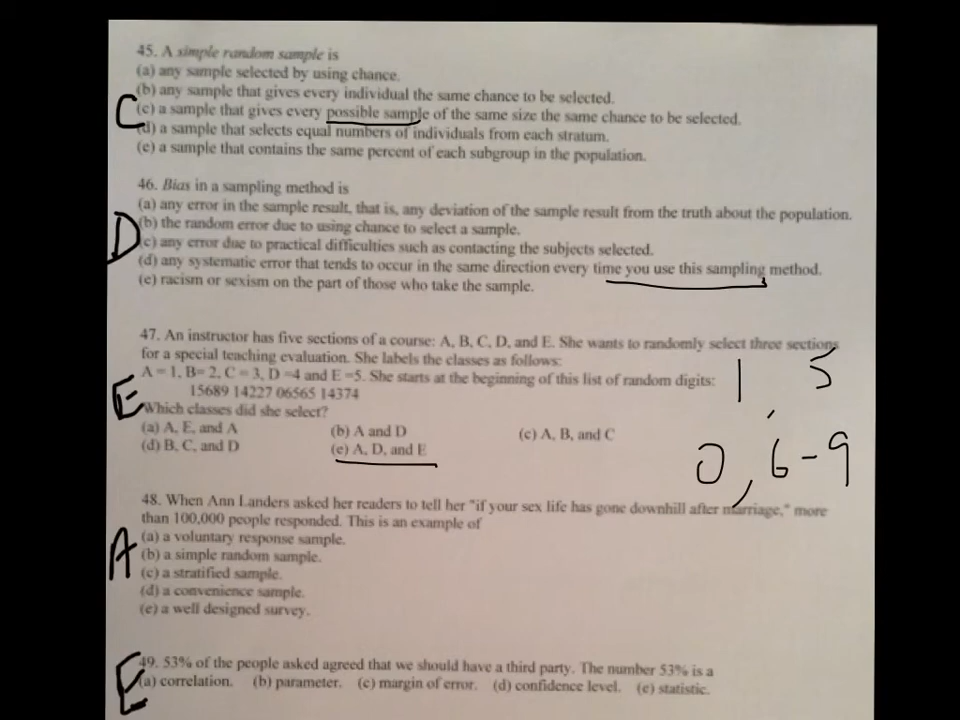 45. A simple random sample is
(a) any sample selected by using chance.
(b) any sample that gives every individual the same chance to be selected.
C (c) a sample that gives every possible sample of the same size the same chance to be selected.
(d) a sample that selects equal numbers of individuals from each stratum.
(e) a sample that contains the same percent of each subgroup in the population.
46. Bias in a sampling method is
(a) any error in the sample result, that is, any deviation of the sample result from the truth about the population.
D (b) the random error due to using chance to select a sample.
(c) any error due to practical difficulties such as contacting the subjects selected.
(d) any systematic error that tends to occur in the same direction every time you use this sampling method.
(e) racism or sexism on the part of those who take the sample.
47. An instructor has five sections of a course: A, B, C, D, and E. She wants to randomly select three sections
for a special teaching evaluation. She labels the classes as follows:
A = 1, B= 2, C = 3, D =4 and E =5. She starts at the beginning of this list of random digits:
1, 5
15689 14227 06565 14374
E Which classes did she select?
(a) A, E, and A (b) A and D (c) A, B, and C
(d) B, C, and D (e) A, D, and E
0, 6-9
48. When Ann Landers asked her readers to tell her "if your sex life has gone downhill after marriage," more
than 100,000 people responded. This is an example of
A (a) a voluntary response sample.
(b) a simple random sample.
(c) a stratified sample.
(d) a convenience sample.
(e) a well designed survey.
E 49. 53% of the people asked agreed that we should have a third party. The number 53% is a
(a) correlation. (b) parameter. (c) margin of error. (d) confidence level. (e) statistic.